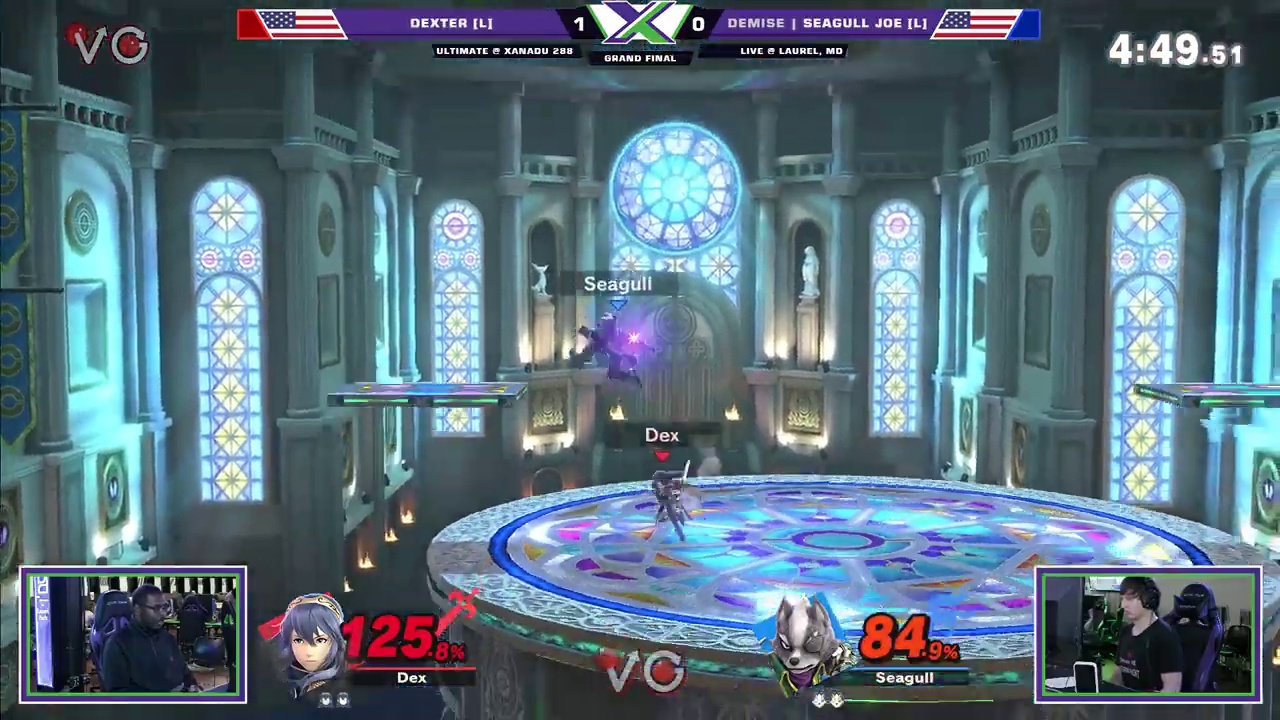 DEXTER [L]
1
0
DEMISE | SEAGULL JOE [L]
ULTIMATE @ XANADU 288
GRAND FINAL
LIVE @ LAUREL, MD
VG
4:49.51
Seagull
Dex
125.8%
Dex
VG
84.9%
Seagull